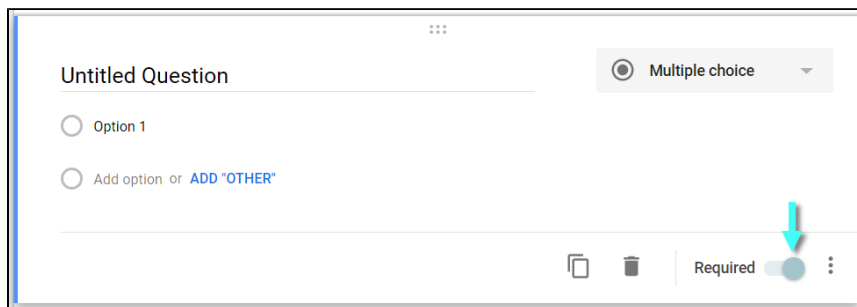 Untitled Question
Multiple choice
Option 1
Add option or ADD "OTHER"
Required